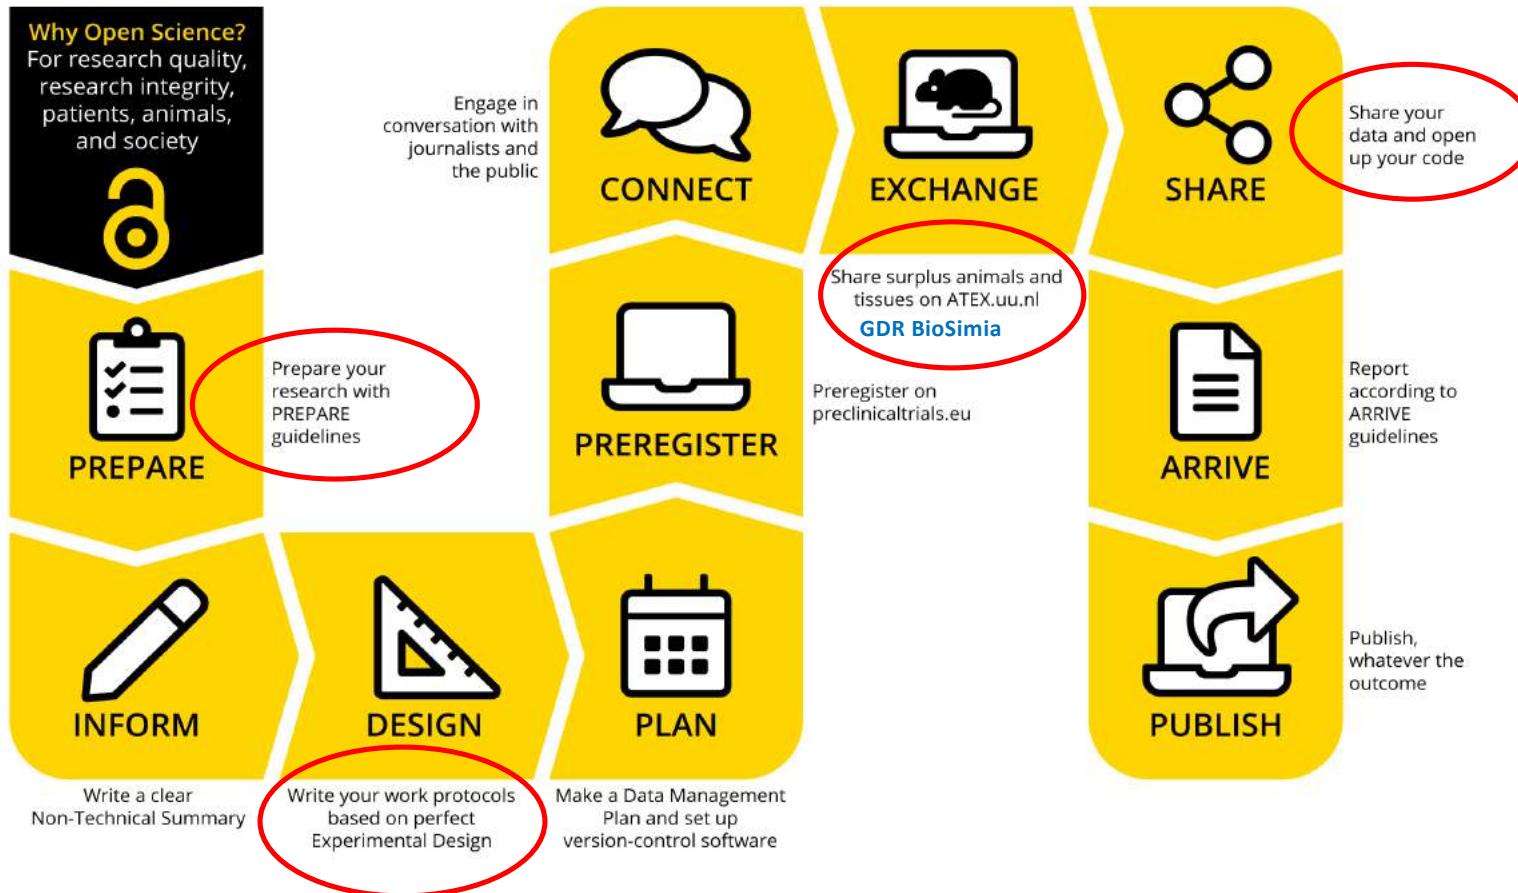 Why Open Science?
For research quality,
research integrity,
patients, animals,
and society
PREPARE
Prepare your
research with
PREPARE
guidelines
INFORM
Write a clear
Non-Technical Summary
DESIGN
Write your work protocols
based on perfect
Experimental Design
PLAN
Make a Data Management
Plan and set up
version-control software
PREREGISTER
Preregister on
preclinicaltrials.eu
Engage in
conversation with
journalists and
the public
CONNECT
EXCHANGE
Share surplus animals and
tissues on ATEX.uu.nl
GDR BioSimia
SHARE
Share your
data and open
up your code
ARRIVE
Report
according to
ARRIVE
guidelines
PUBLISH
Publish,
whatever the
outcome